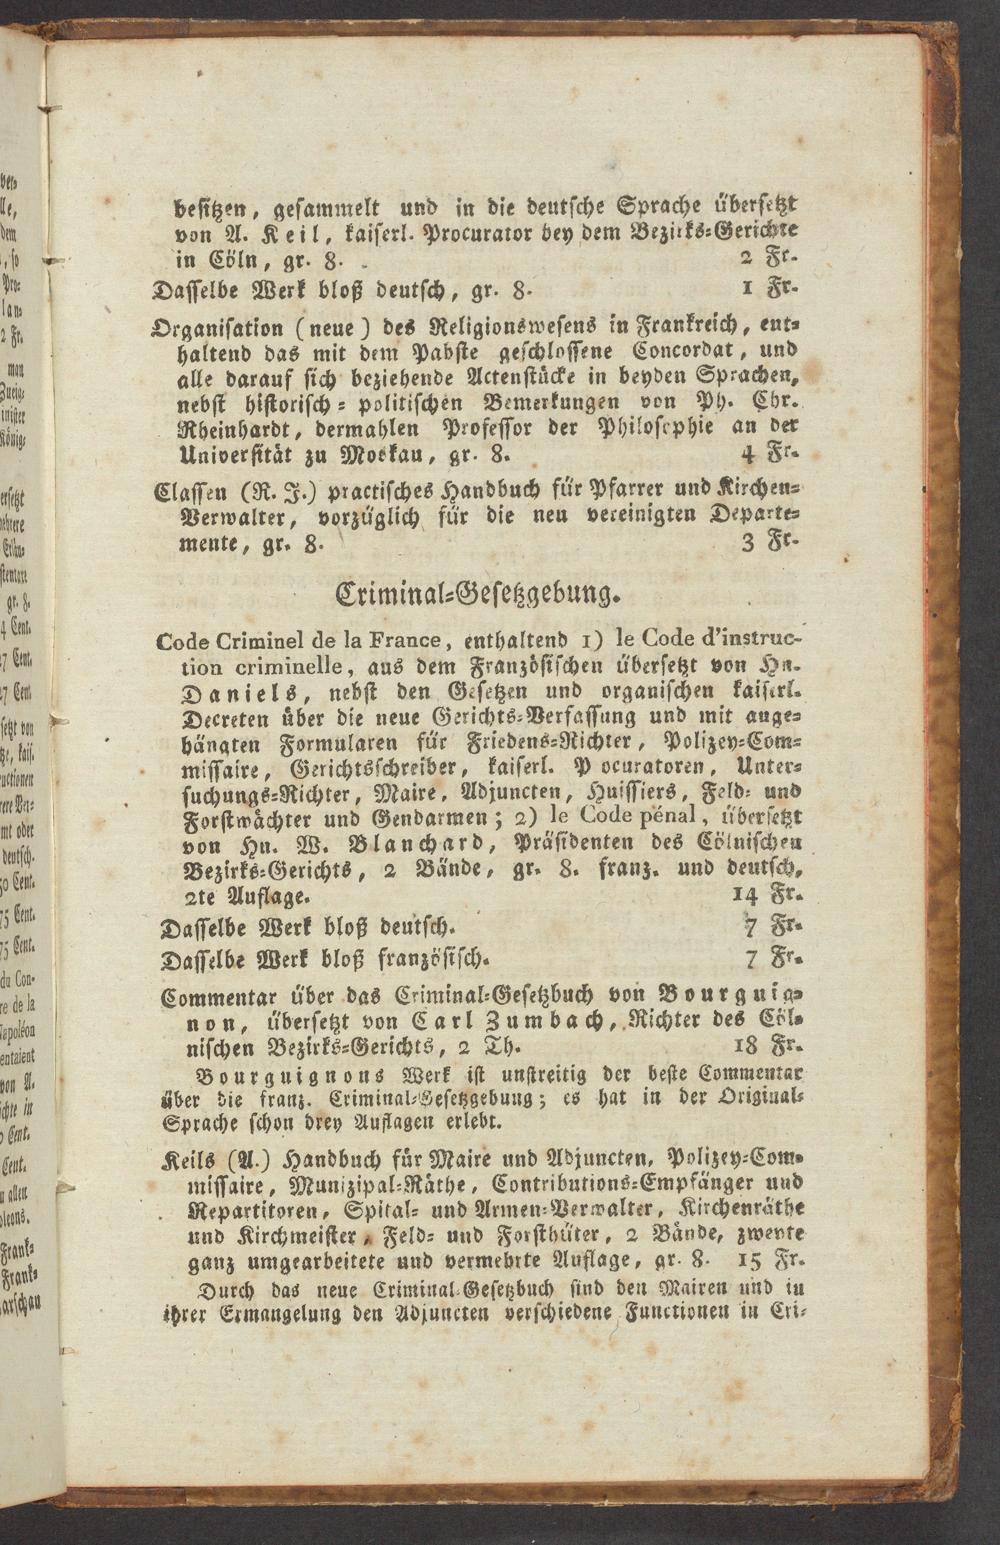 besitzen, gesammelt und in die deutsche Sprache übersetzt
von A. Keil, kaiserl. Procurator bey dem Bezirks-Gerichte
in Cöln, gr. 8. 2 Fr.
Dasselbe Werk bloß deutsch, gr. 8. 1 Fr.
Organisation (neue) des Religionswesens in Frankreich, ent-
haltend das mit dem Pabste geschlossene Concordat, und
alle darauf sich beziehende Actenstücke in beyden Sprachen,
nebst historisch-politischen Bemerkungen von Ph. Chr.
Rheinhardt, dermahlen Professor der Philosophie an der
Universität zu Moskau, gr. 8. 4 Fr.
Classen (R. J.) practisches Handbuch für Pfarrer und Kirchen-
Verwalter, vorzüglich für die neu vereinigten Departe-
mente, gr. 8. 3 Fr.
Criminal-Gesetzgebung.
Code Criminel de la France, enthaltend 1) le Code d'instruc-
tion criminelle, aus dem Französischen übersetzt von Hn.
Daniels, nebst den Gesetzen und organischen kaiserl.
Decreten über die neue Gerichts-Verfassung und mit ange-
hängten Formularen für Friedens-Richter, Polizey-Com-
missaire, Gerichtsschreiber, kaiserl. P ocuratoren, Unter-
suchungs-Richter, Maire, Adjuncten, Huissiers, Feld- und
Forstwächter und Gendarmen; 2) le Code pénal, übersetzt
von Hn. W. Blanchard, Präsidenten des Cölnischen
Bezirks-Gerichts, 2 Bände, gr. 8. franz. und deutsch,
2te Auflage. 14 Fr.
Dasselbe Werk bloß deutsch. 7 Fr.
Dasselbe Werk bloß französisch. 7 Fr.
Commentar über das Criminal-Gesetzbuch von Bourguig-
non, übersetzt von Carl Zumbach, Richter des Cöl-
nischen Bezirks-Gerichts, 2 Th. 18 Fr.
Bourguignons Werk ist unstreitig der beste Commentar
über die franz. Criminal-Gesetzgebung; es hat in der Original-
Sprache schon drey Auflagen erlebt.
Keils (A.) Handbuch für Maire und Adjuncten, Polizey-Com-
missaire, Munizipal-Räthe, Contributions-Empfänger und
Repartitoren, Spital- und Armen-Verwalter, Kirchenräthe
und Kirchmeister, Feld- und Forsthüter, 2 Bände, zweyte
ganz umgearbeitete und vermehrte Auflage, gr. 8. 15 Fr.
Durch das neue Criminal-Gesetzbuch sind den Mairen und in
ihrer Ermangelung den Adjuncten verschiedene Functionen in Cri-